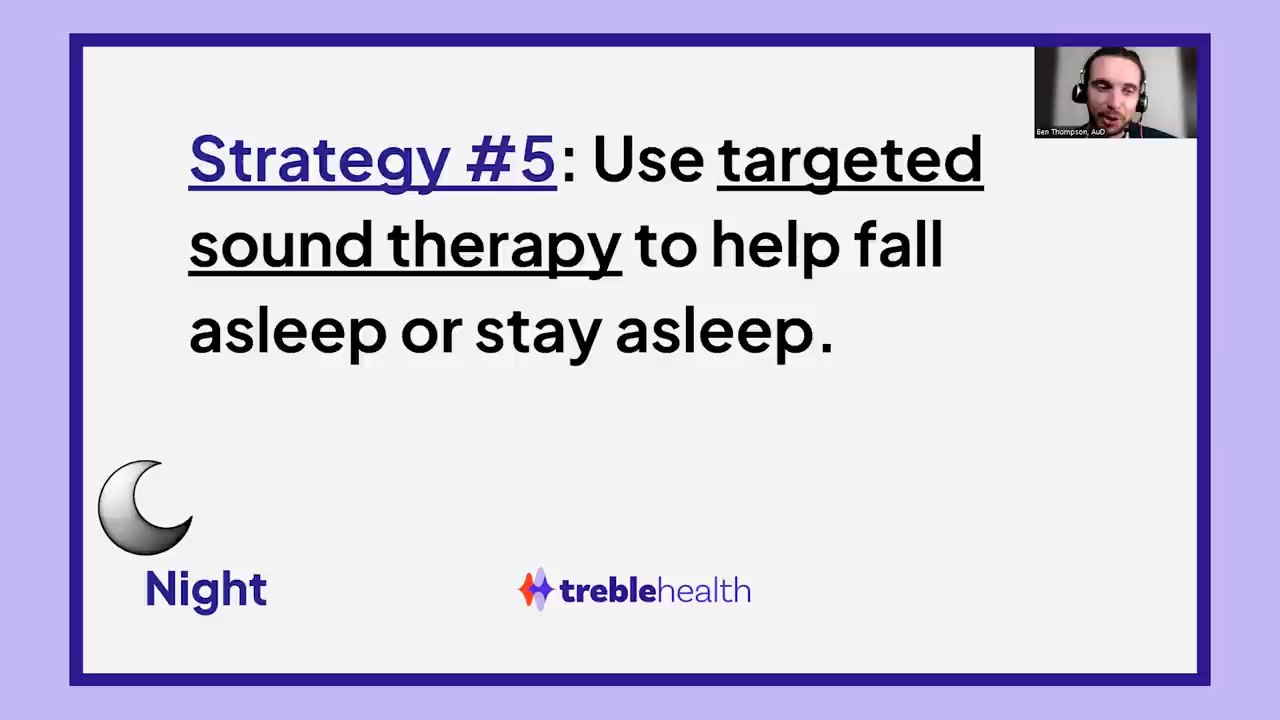 Ben Thompson, AuD
Strategy #5: Use targeted
sound therapy to help fall
asleep or stay asleep.
Night
treblehealth